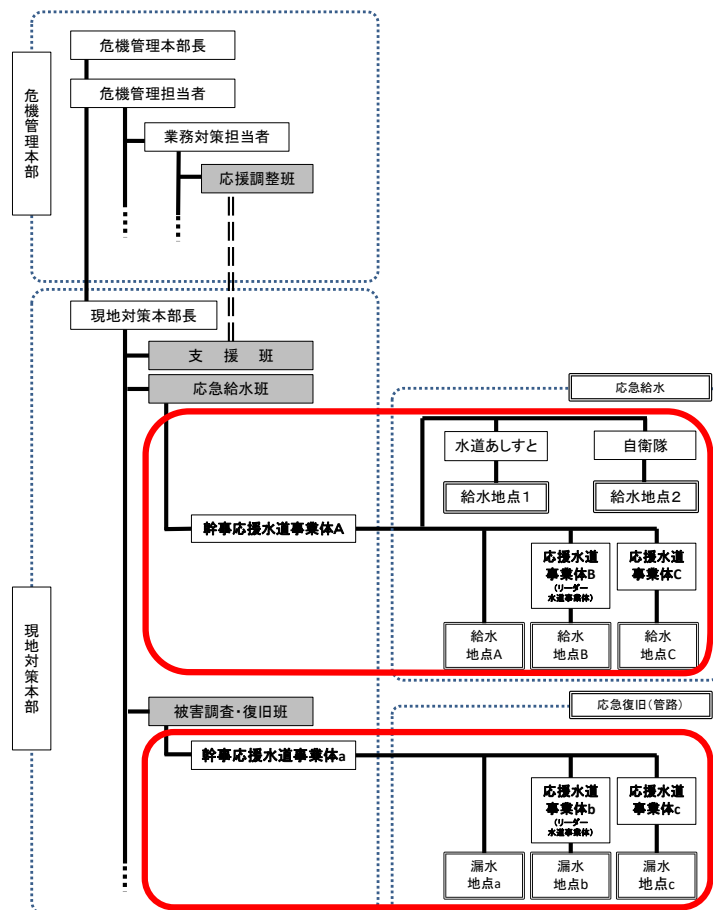 危機管理本部
危機管理本部長
危機管理担当者
業務対策担当者
応援調整班
現地対策本部
現地対策本部長
支 援 班
応急給水班
応急給水
水道あしすと
自衛隊
給水地点1
給水地点2
幹事応援水道事業体A
応援水道
事業体B
(リーダー
水道事業体)
応援水道
事業体C
給水
地点A
給水
地点B
給水
地点C
被害調査・復旧班
応急復旧(管路)
幹事応援水道事業体a
応援水道
事業体b
(リーダー
水道事業体)
応援水道
事業体c
漏水
地点a
漏水
地点b
漏水
地点c